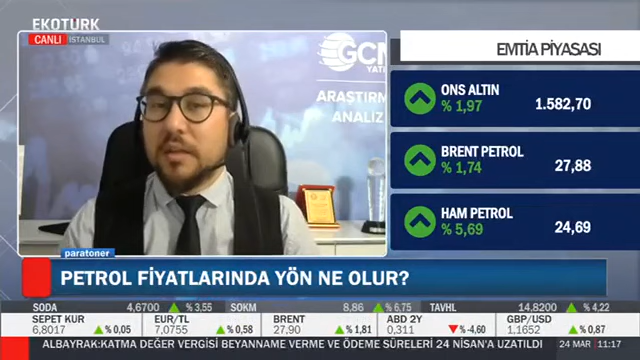 EKOTÜRK
CANLI
İSTANBUL
GCM
YATI
ARAŞTIRM
ANALİZ
EMTİA PİYASASI
ONS ALTIN
% 1,97
1.582,70
BRENT PETROL
% 1,74
27,88
HAM PETROL
% 5,69
24,69
paratoner
PETROL FİYATLARINDA YÖN NE OLUR?
SODA 4,6700 % 3,55 SOKM 8,86 % 6,75 TAVHL 14,8200 % 4,22
SEPET KUR EUR/TL BRENT ABD 2Y GBP/USD
6,8017 % 0,05 7,0755 % 0,58 27,90 % 1,81 0,311 % -4,60 1,1652 % 0,87
ALBAYRAK:KATMA DEĞER VERGİSİ BEYANNAME VERME VE ÖDEME SÜRELERİ 24 NİSAN'A UZATILDI 24 MAR 11:17